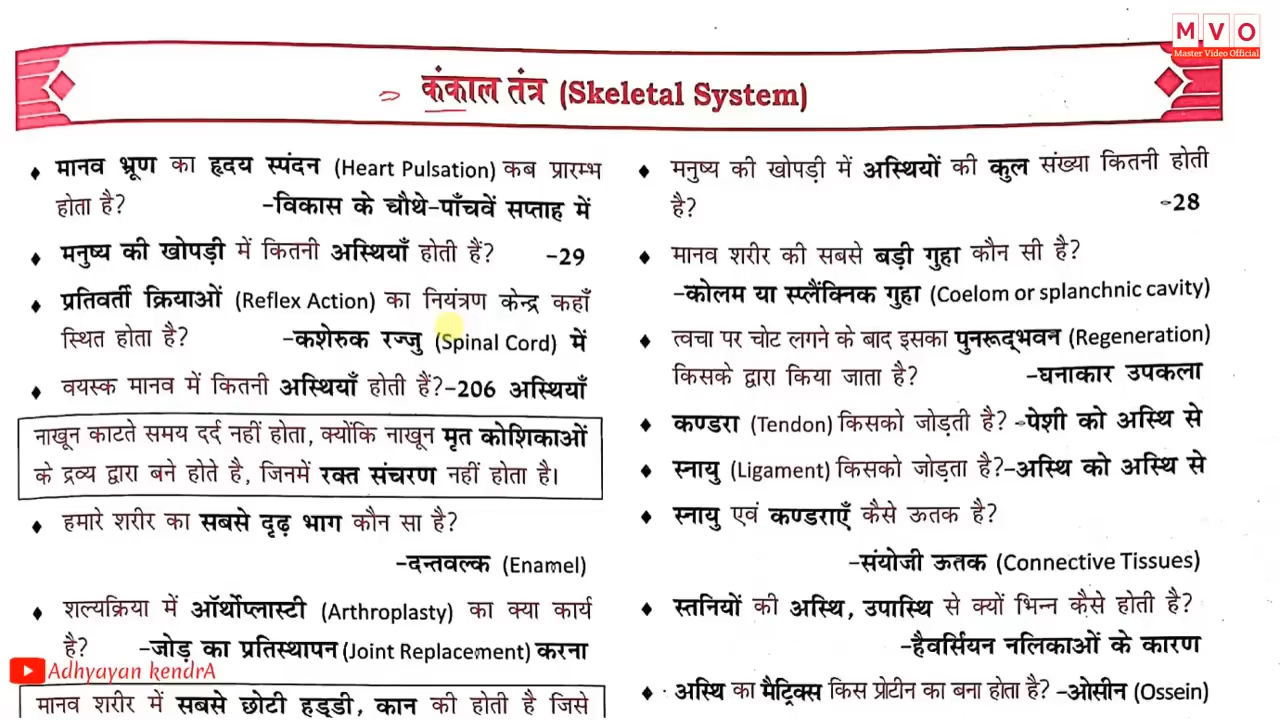 M V O
Master Video Official
कंकाल तंत्र (Skeletal System)
♦ मानव भ्रूण का हृदय स्पंदन (Heart Pulsation) कब प्रारम्भ
होता है? -विकास के चौथे-पाँचवें सप्ताह में
♦ मनुष्य की खोपड़ी में कितनी अस्थियाँ होती हैं? -29
♦ प्रतिवर्ती क्रियाओं (Reflex Action) का नियंत्रण केन्द्र कहाँ
स्थित होता है? -कशेरुक रज्जु (Spinal Cord) में
♦ वयस्क मानव में कितनी अस्थियाँ होती हैं?-206 अस्थियाँ
नाखून काटते समय दर्द नहीं होता, क्योंकि नाखून मृत कोशिकाओं
के द्रव्य द्वारा बने होते है, जिनमें रक्त संचरण नहीं होता है।
♦ हमारे शरीर का सबसे दृढ़ भाग कौन सा है?
-दन्तवल्क (Enamel)
♦ शल्यक्रिया में ऑर्थोप्लास्टी (Arthroplasty) का क्या कार्य
है? -जोड़ का प्रतिस्थापन (Joint Replacement) करना
मानव शरीर में सबसे छोटी हड्डी, कान की होती है जिसे
♦ मनुष्य की खोपड़ी में अस्थियों की कुल संख्या कितनी होती
है? -28
♦ मानव शरीर की सबसे बड़ी गुहा कौन सी है?
-कोलम या स्प्लैंक्निक गुहा (Coelom or splanchnic cavity)
♦ त्वचा पर चोट लगने के बाद इसका पुनरूद्भवन (Regeneration)
किसके द्वारा किया जाता है? -घनाकार उपकला
♦ कण्डरा (Tendon) किसको जोड़ती है? -पेशी को अस्थि से
♦ स्नायु (Ligament) किसको जोड़ता है?-अस्थि को अस्थि से
♦ स्नायु एवं कण्डराएँ कैसे ऊतक है?
-संयोजी ऊतक (Connective Tissues)
♦ स्तनियों की अस्थि, उपास्थि से क्यों भिन्न कैसे होती है?
-हैवर्सियन नलिकाओं के कारण
♦ अस्थि का मैट्रिक्स किस प्रोटीन का बना होता है? -ओसीन (Ossein)
Adhyayan kendrA